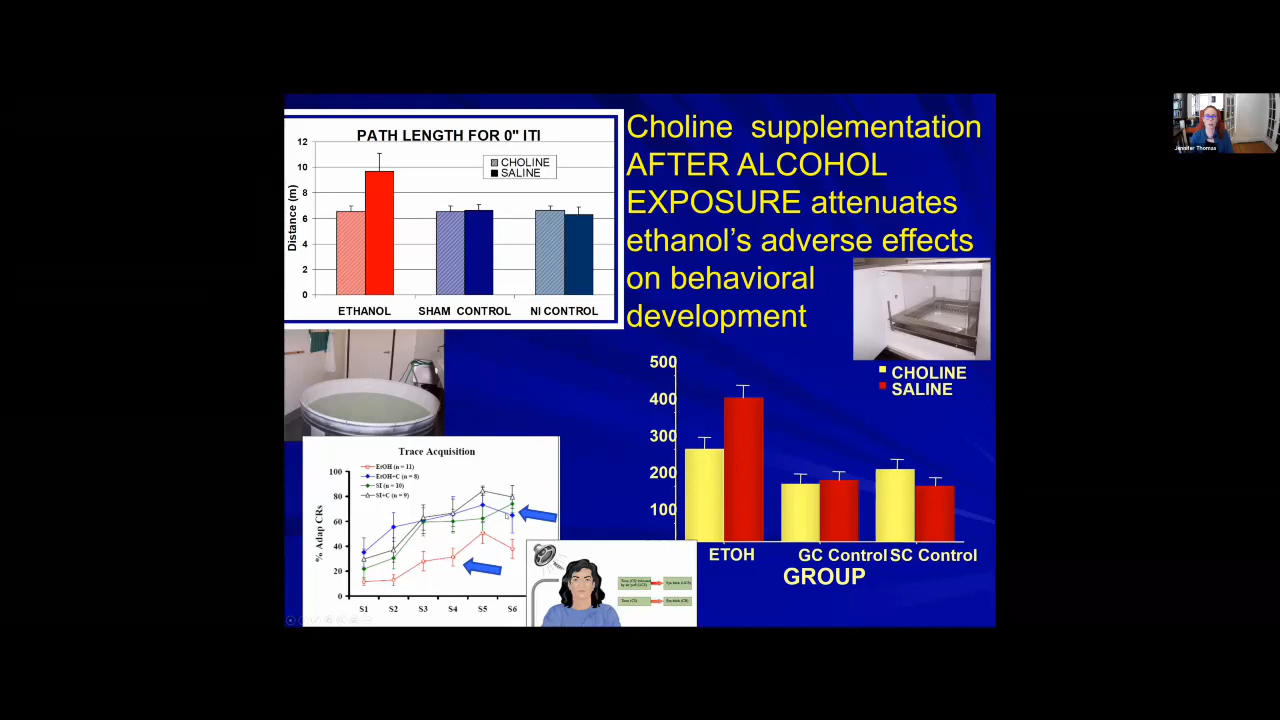 PATH LENGTH FOR 0" ITI
12
10
8
6
4
2
0
Distance (m)
CHOLINE
SALINE
ETHANOL
SHAM CONTROL
NI CONTROL
Choline supplementation
AFTER ALCOHOL
EXPOSURE attenuates
ethanol's adverse effects
on behavioral
development
Jennifer Thomas
500
400
300
200
100
CHOLINE
SALINE
ETOH
GC Control
SC Control
GROUP
Trace Acquisition
EtOH (n = 11)
EtOH+C (n = 8)
SI (n = 10)
SI+C (n = 9)
100
80
60
40
20
0
% Adap CRs
S1
S2
S3
S4
S5
S6